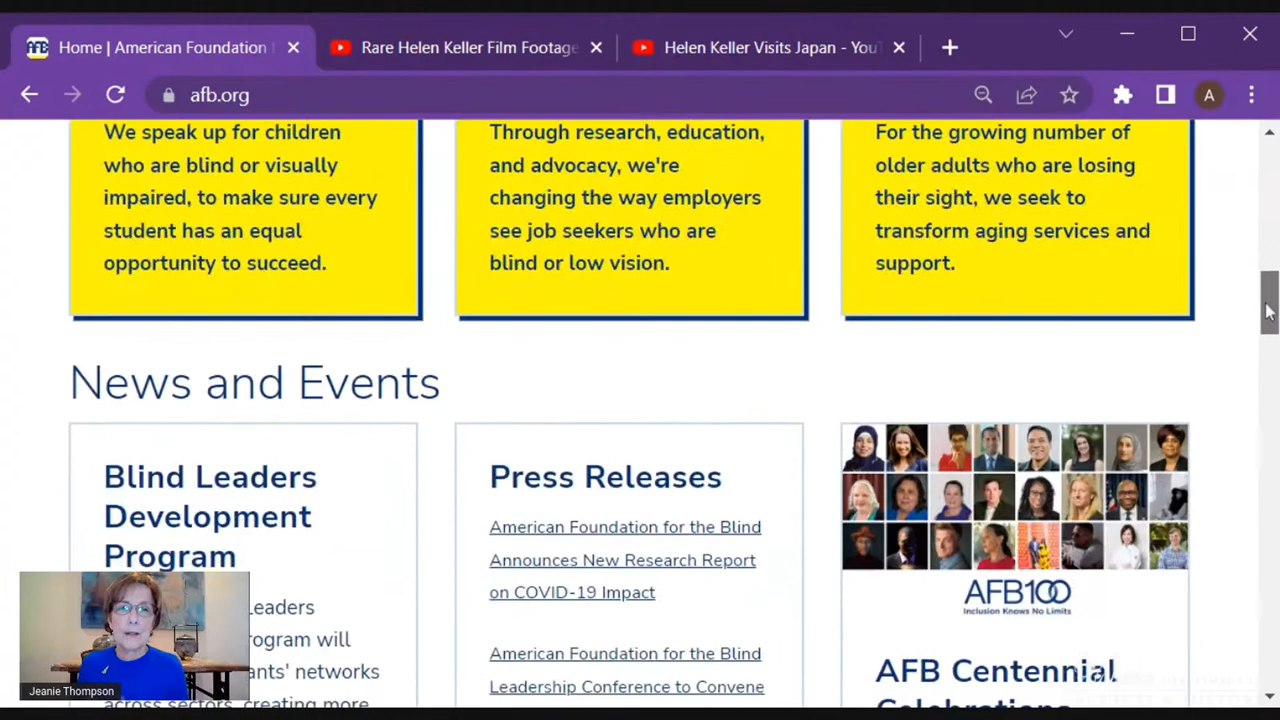 Home | American Foundation
Rare Helen Keller Film Footage
Helen Keller Visits Japan - You
afb.org
A
We speak up for children
who are blind or visually
impaired, to make sure every
student has an equal
opportunity to succeed.
Through research, education,
and advocacy, we're
changing the way employers
see job seekers who are
blind or low vision.
For the growing number of
older adults who are losing
their sight, we seek to
transform aging services and
support.
News and Events
Blind Leaders
Development
Program
Leaders
rogram will
ants' networks
across sectors, creating more
Press Releases
American Foundation for the Blind
Announces New Research Report
on COVID-19 Impact
American Foundation for the Blind
Leadership Conference to Convene
AFB100
Inclusion Knows No Limits
AFB Centennial
Celebrations
Jeanie Thompson